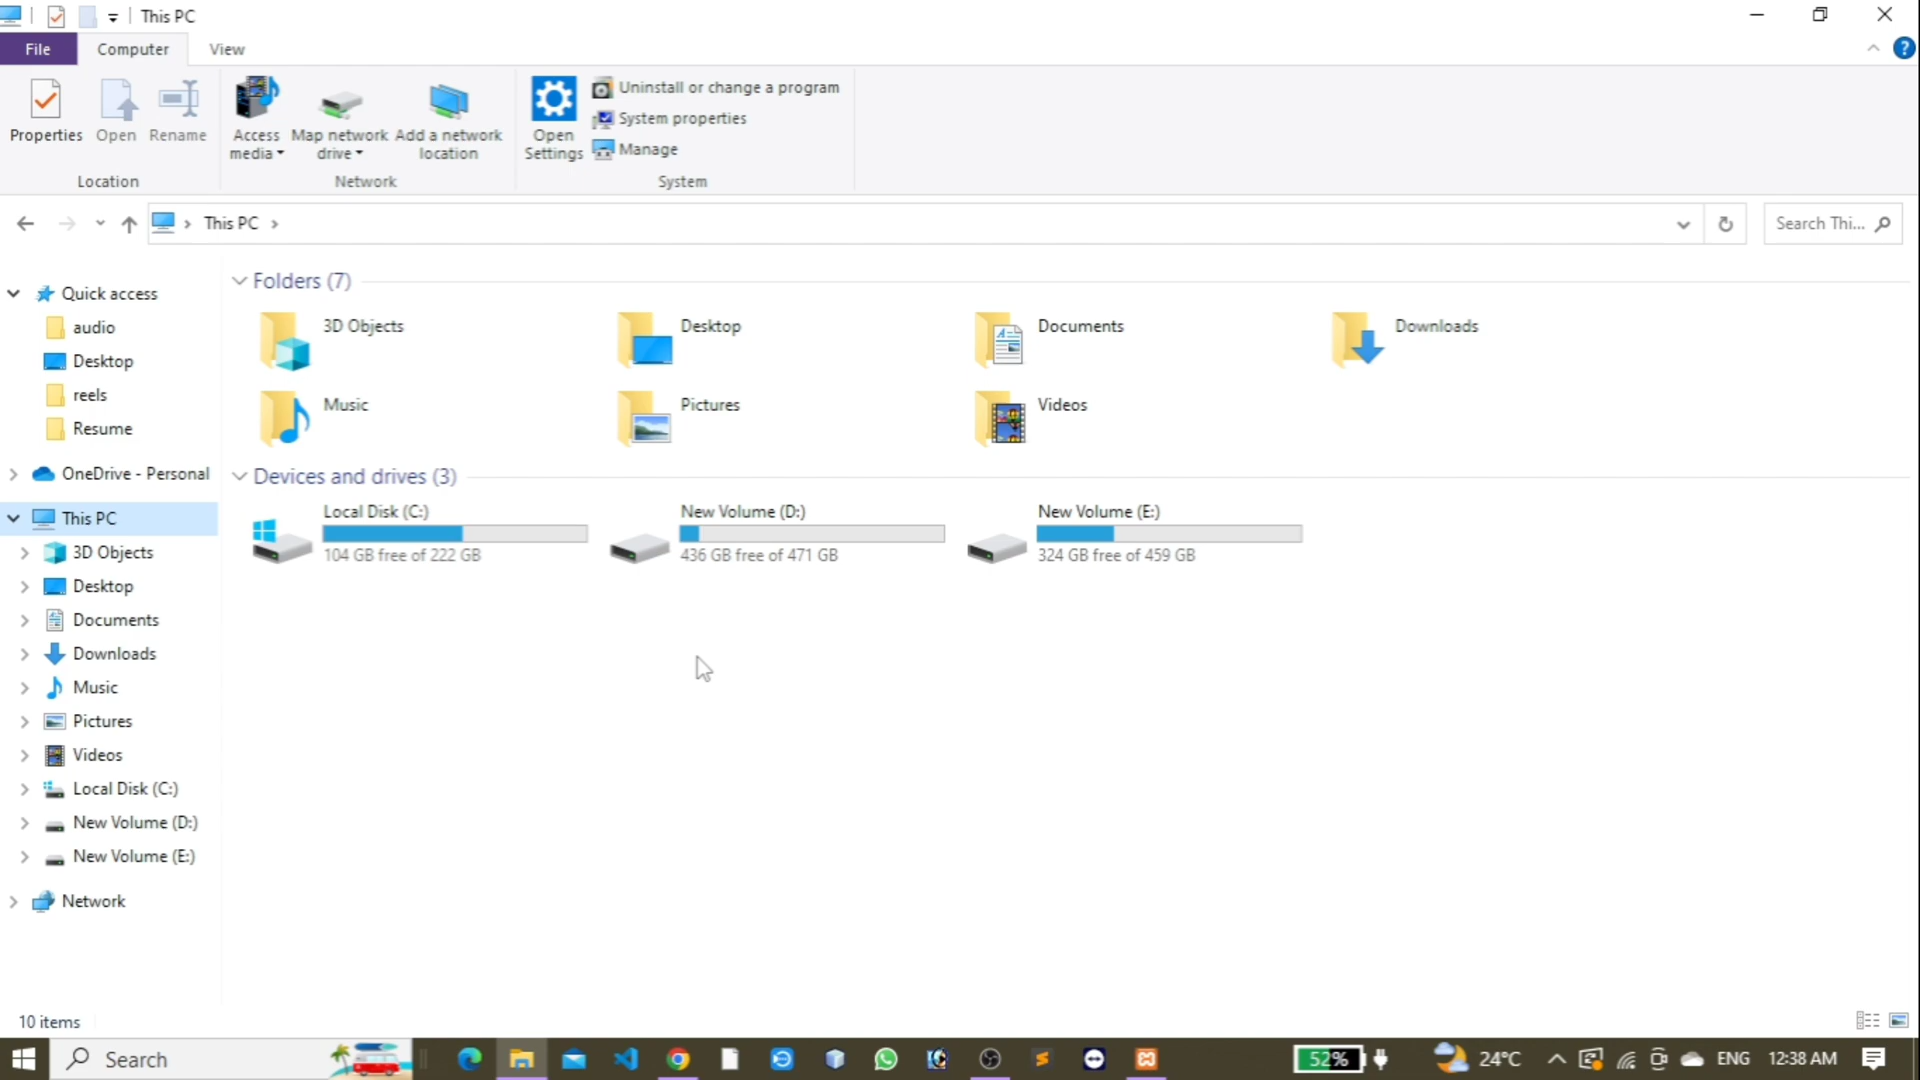 This PC
File Computer View
Uninstall or change a program
System properties
Manage
Properties Open Rename Access media Map network drive Add a network location Open Settings
Location Network System
This PC
Search Thi...
Quick access
audio
Desktop
reels
Resume
OneDrive - Personal
This PC
3D Objects
Desktop
Documents
Downloads
Music
Pictures
Videos
Local Disk (C:)
New Volume (D:)
New Volume (E:)
Network
Folders (7)
3D Objects Desktop Documents Downloads
Music Pictures Videos
Devices and drives (3)
Local Disk (C:) New Volume (D:) New Volume (E:)
104 GB free of 222 GB 436 GB free of 471 GB 324 GB free of 459 GB
10 items
Search 52% 24°C ENG 12:38 AM